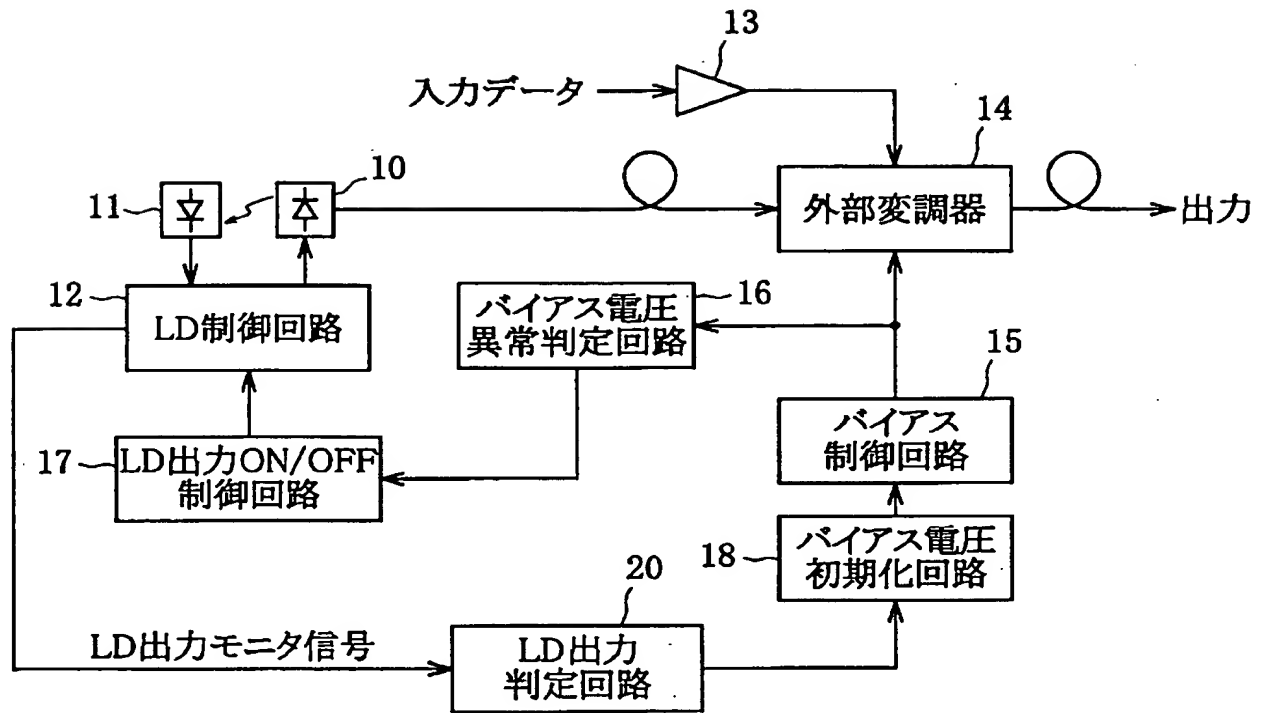 13
入力データ
14
10
11
外部変調器
出力
12
LD制御回路
バイアス電圧
異常判定回路
16
15
バイアス
制御回路
17
LD出力ON/OFF
制御回路
18
バイアス電圧
初期化回路
20
LD出力モニタ信号
LD出力
判定回路